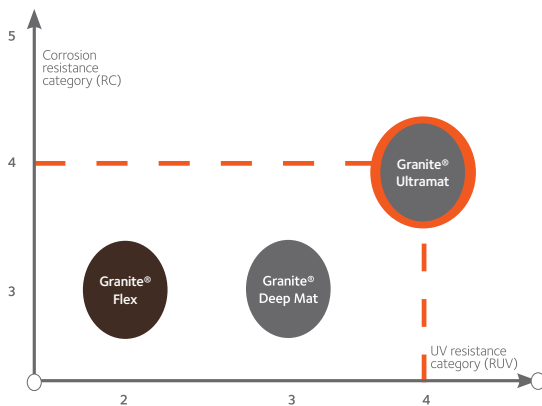 5
Corrosion
resistance
category (RC)
4
Granite®
Ultramat
3
Granite®
Flex
Granite®
Deep Mat
UV resistance
category (RUV)
2
3
4